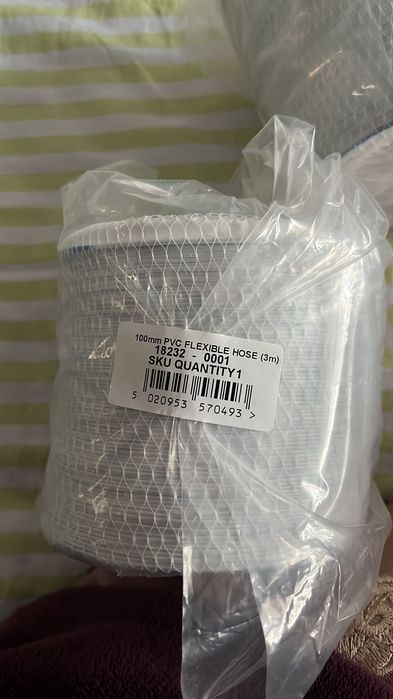 100mm PVC FLEXIBLE HOSE (3m)
18232 - 0001
SKU QUANTITY1
5 020953 570493 >